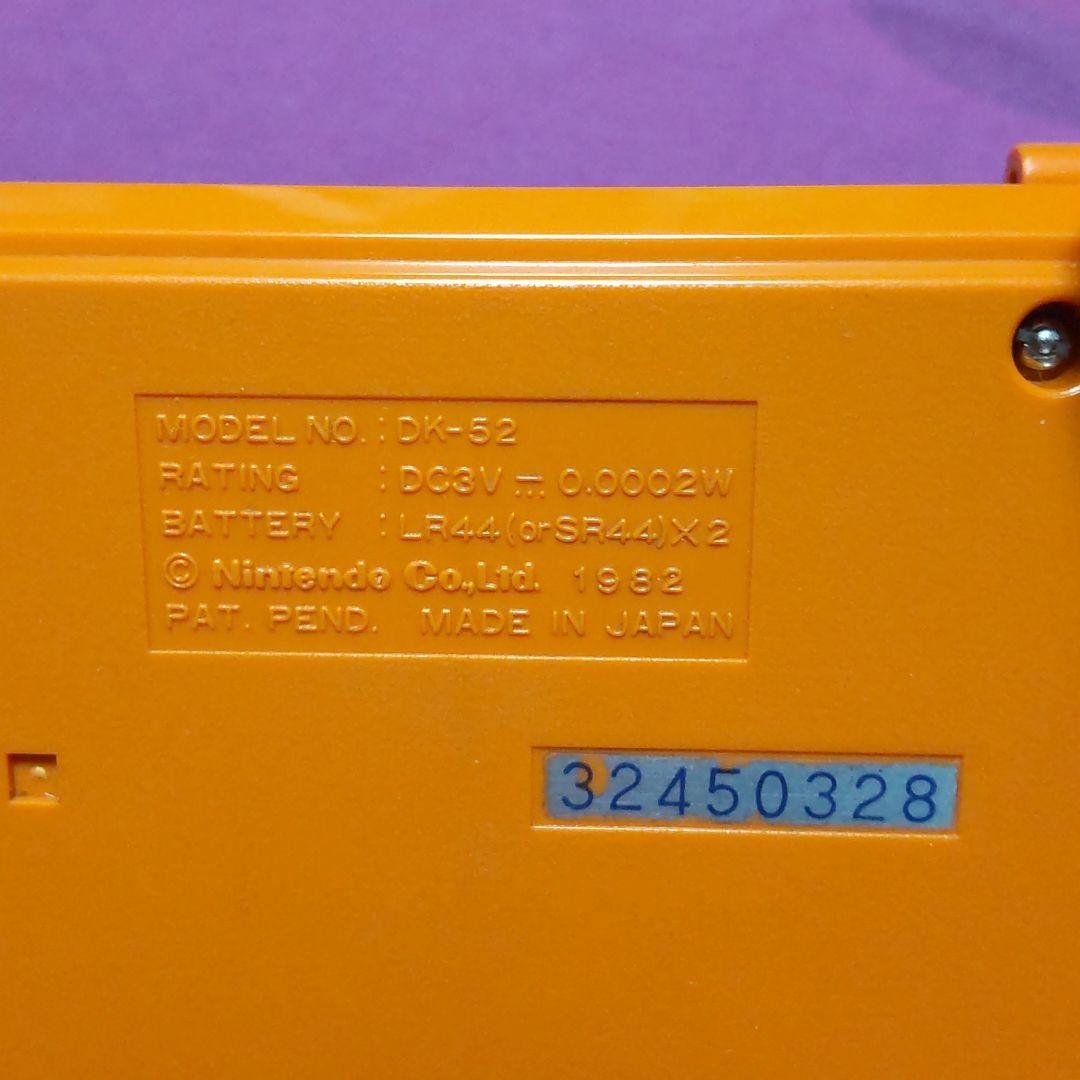 MODEL NO. : DK-52
RATING : DC3V ⎓ 0.0002W
BATTERY : LR44 (or SR44) X 2
© Nintendo Co., Ltd. 1982
PAT. PEND. MADE IN JAPAN
32450328